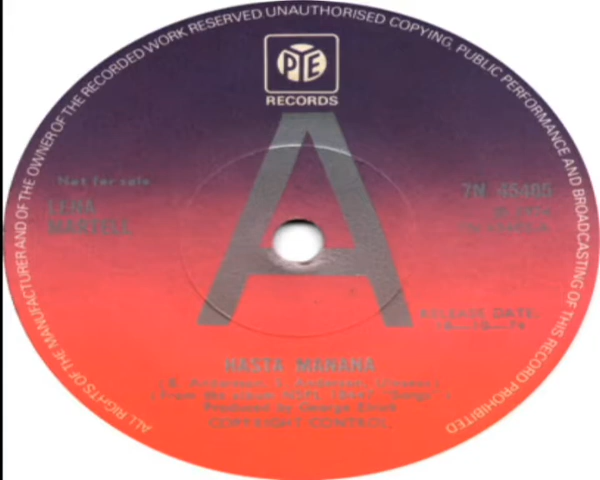 ALL RIGHTS OF THE MANUFACTURER AND OF THE OWNER OF THE RECORDED WORK RESERVED UNAUTHORISED COPYING, PUBLIC PERFORMANCE AND BROADCASTING OF THIS RECORD PROHIBITED
PYE
RECORDS
A
Not for sale
LENA
MARTELL
7N 45405
RELEASE DATE:
HASTA MANANA
Produced by George Elrick
COPYRIGHT CONTROL